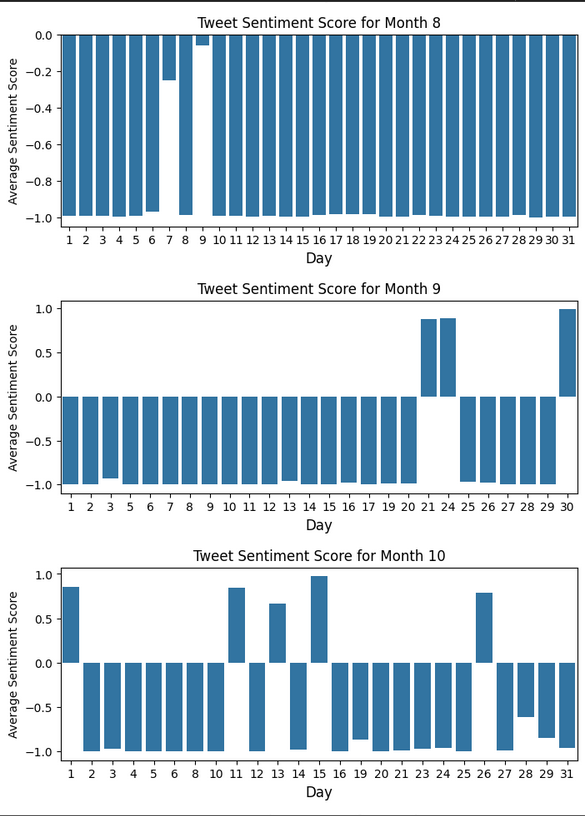 Tweet Sentiment Score for Month 8
Average Sentiment Score
0.0
−0.2
−0.4
−0.6
−0.8
−1.0
1 2 3 4 5 6 7 8 9 10 11 12 13 14 15 16 17 18 19 20 21 22 23 24 25 26 27 28 29 30 31
Day
Tweet Sentiment Score for Month 9
Average Sentiment Score
1.0
0.5
0.0
−0.5
−1.0
1 2 3 5 6 7 8 9 10 11 12 13 14 15 16 17 19 20 21 24 25 26 27 28 29 30
Day
Tweet Sentiment Score for Month 10
Average Sentiment Score
1.0
0.5
0.0
−0.5
−1.0
1 2 3 4 5 6 8 10 11 12 13 14 15 16 19 20 21 23 24 25 26 27 28 29 31
Day